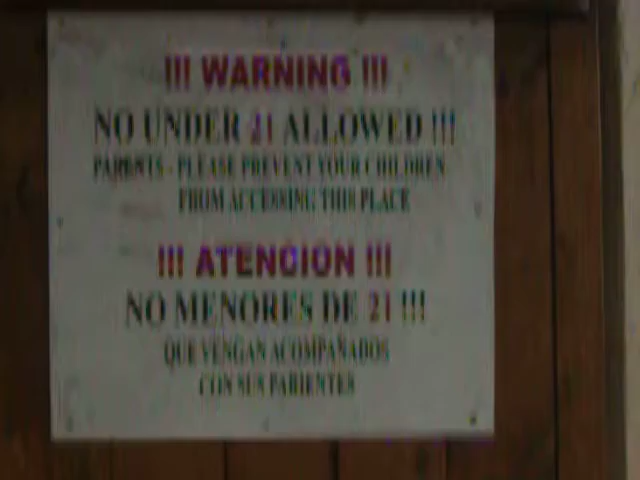 !!! WARNING !!!
NO UNDER 21 ALLOWED !!!
PARENTS - PLEASE PREVENT YOUR CHILDREN
FROM ACCESSING THIS PLACE
!!! ATENCION !!!
NO MENORES DE 21 !!!
QUE VENGAN ACOMPAÑADOS
CON SUS PARIENTES